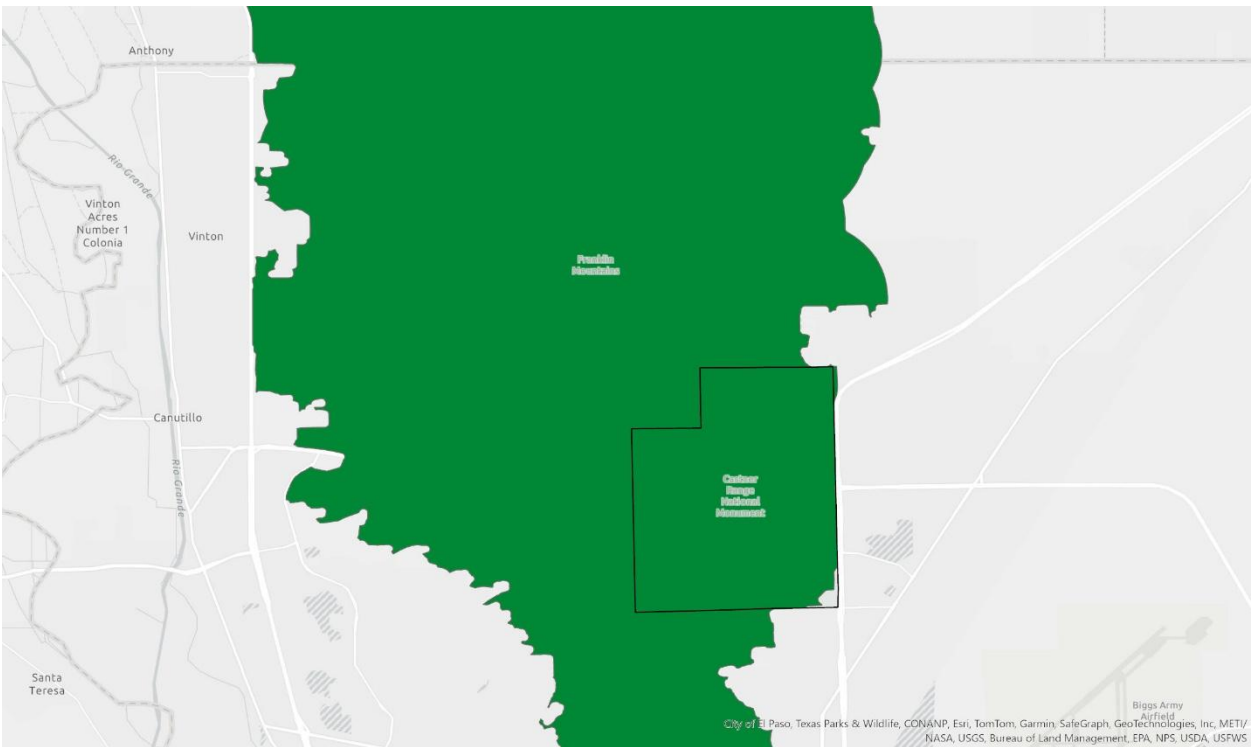 Anthony
Rio Grande
Vinton
Acres
Number 1
Colonia
Vinton
Franklin
Mountains
Canutillo
Rio Grande
Castner
Range
National
Monument
Santa
Teresa
Biggs Army
Airfield
City of El Paso, Texas Parks & Wildlife, CONANP, Esri, TomTom, Garmin, SafeGraph, GeoTechnologies, Inc, METI/
NASA, USGS, Bureau of Land Management, EPA, NPS, USDA, USFWS